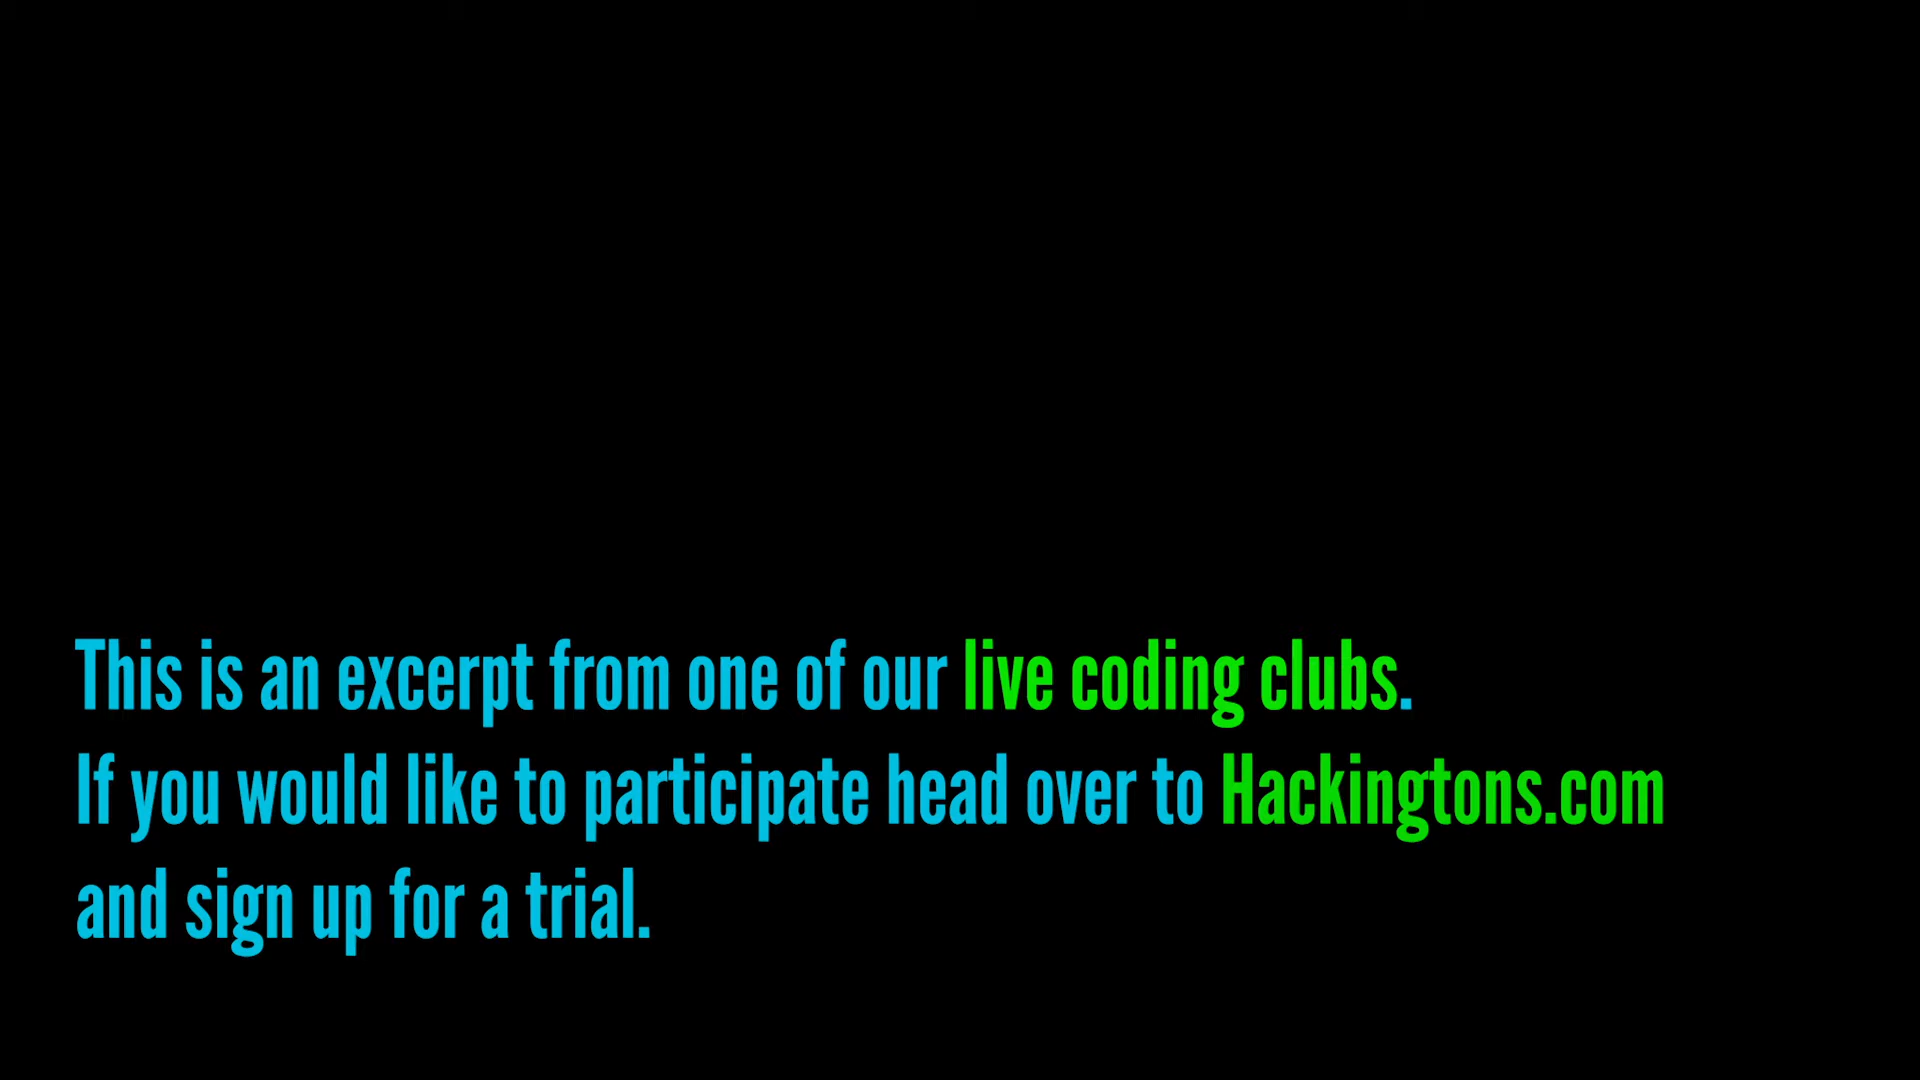 This is an excerpt from one of our live coding clubs.
If you would like to participate head over to Hackingtons.com
and sign up for a trial.